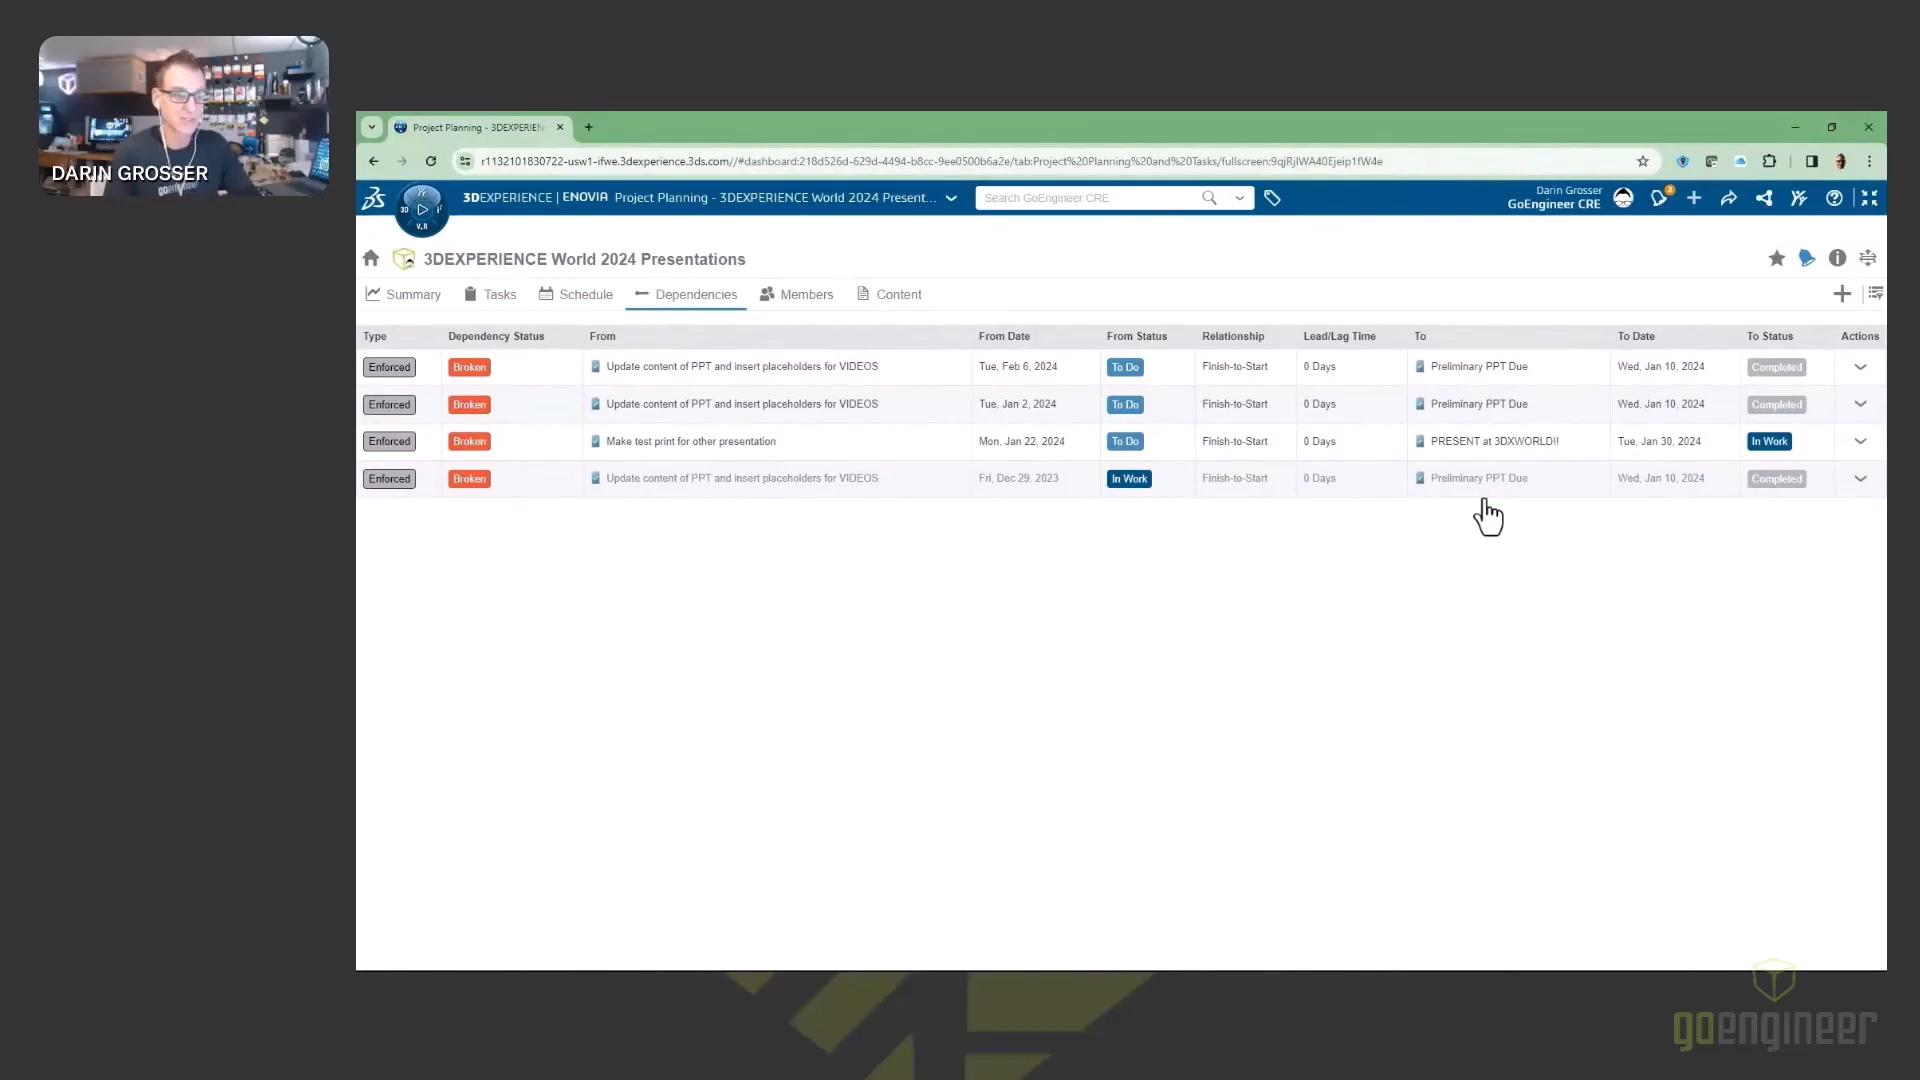 DARIN GROSSER
Project Planning - 3DEXPERIEN
r1132101830722-usw1-ifwe.3dexperience.3ds.com//#dashboard:218d526d-629d-4494-b8cc-9ee0500b6a2e/tab:Project%20Planning%20and%20Tasks/fullscreen:9qjRjIWA40Ejeip1fW4e
3DEXPERIENCE | ENOVIA Project Planning - 3DEXPERIENCE World 2024 Present...
Search GoEngineer CRE
Darin Grosser
GoEngineer CRE
2
3D
V.R
3DEXPERIENCE World 2024 Presentations
Summary Tasks Schedule Dependencies Members Content
Type Dependency Status From From Date From Status Relationship Lead/Lag Time To To Date To Status Actions
Enforced Broken Update content of PPT and insert placeholders for VIDEOS Tue, Feb 6, 2024 To Do Finish-to-Start 0 Days Preliminary PPT Due Wed, Jan 10, 2024 Completed
Enforced Broken Update content of PPT and insert placeholders for VIDEOS Tue, Jan 2, 2024 To Do Finish-to-Start 0 Days Preliminary PPT Due Wed, Jan 10, 2024 Completed
Enforced Broken Make test print for other presentation Mon, Jan 22, 2024 To Do Finish-to-Start 0 Days PRESENT at 3DXWORLD!! Tue, Jan 30, 2024 In Work
Enforced Broken Update content of PPT and insert placeholders for VIDEOS Fri, Dec 29, 2023 In Work Finish-to-Start 0 Days Preliminary PPT Due Wed, Jan 10, 2024 Completed
goengineer